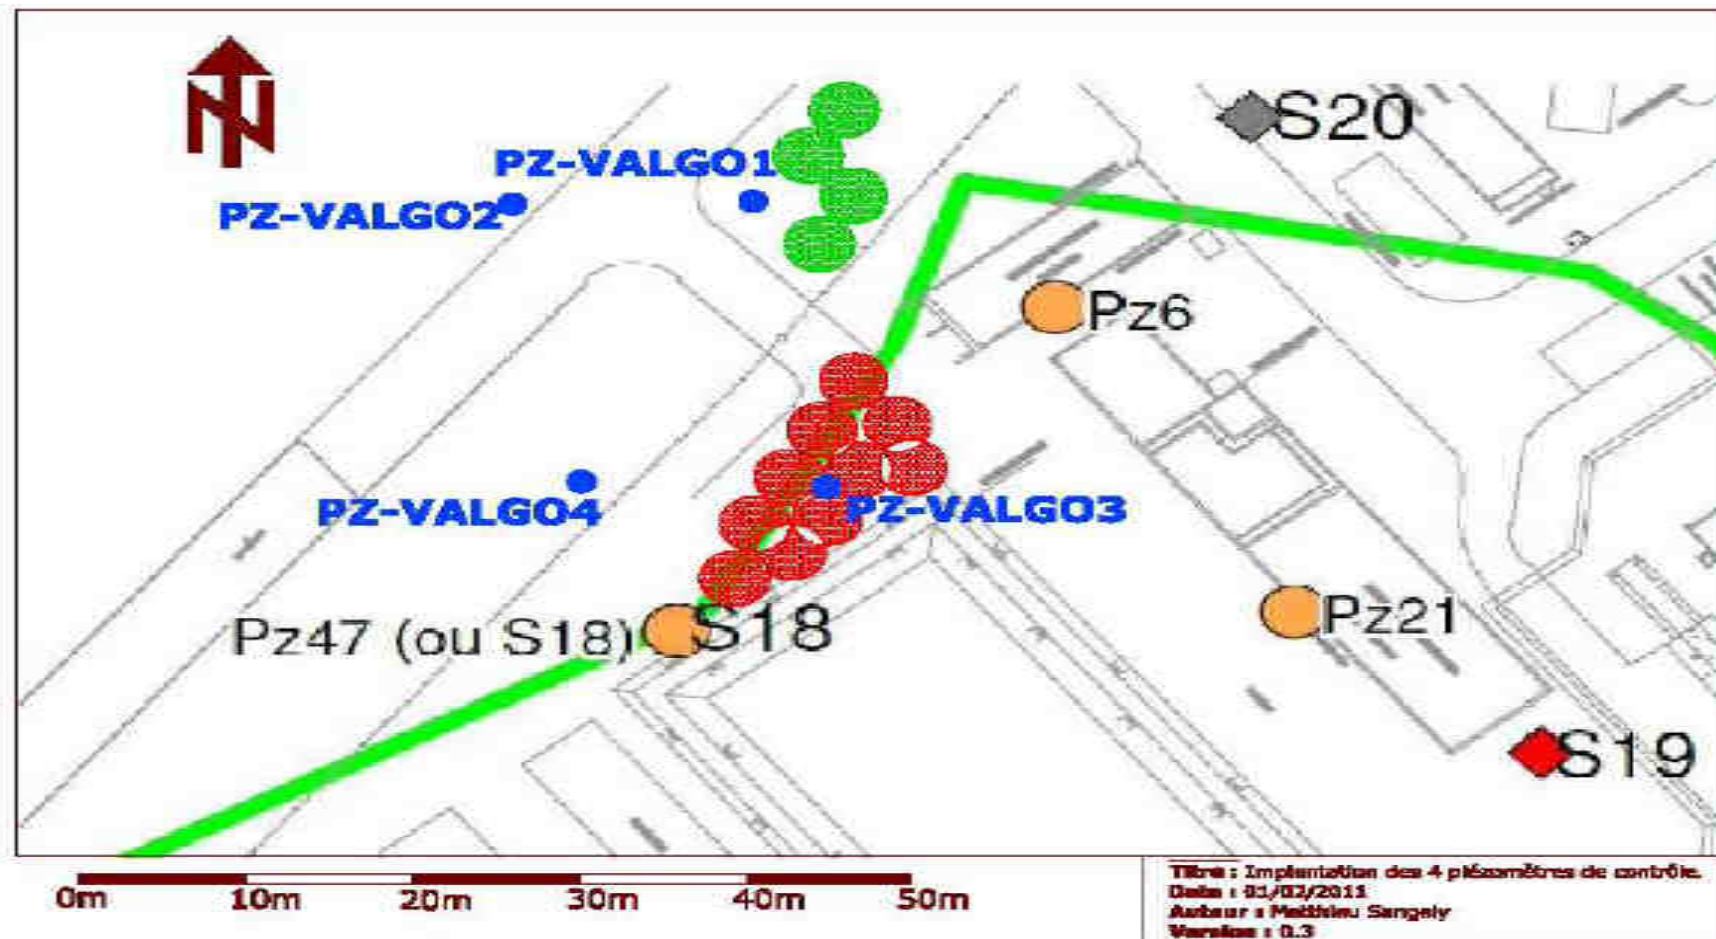 N
S20
PZ-VALGO1
PZ-VALGO2
Pz6
PZ-VALGO4
PZ-VALGO3
Pz47 (ou S18)
S18
Pz21
S19
0m 10m 20m 30m 40m 50m
Titre : Implantation des 4 piézomètres de contrôle.
Date : 01/02/2011
Auteur : Matthieu Sangely
Version : 0.3